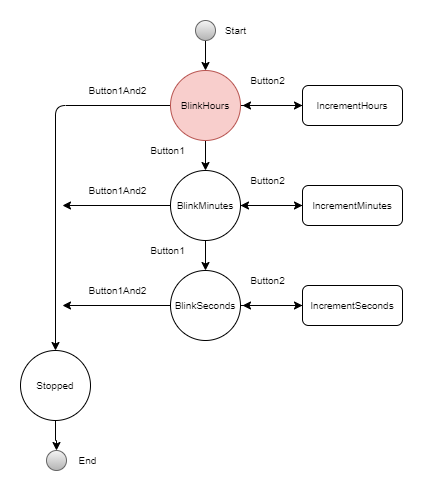 Start
Button1And2
Button2
BlinkHours
IncrementHours
Button1
Button1And2
Button2
BlinkMinutes
IncrementMinutes
Button1
Button1And2
Button2
BlinkSeconds
IncrementSeconds
Stopped
End